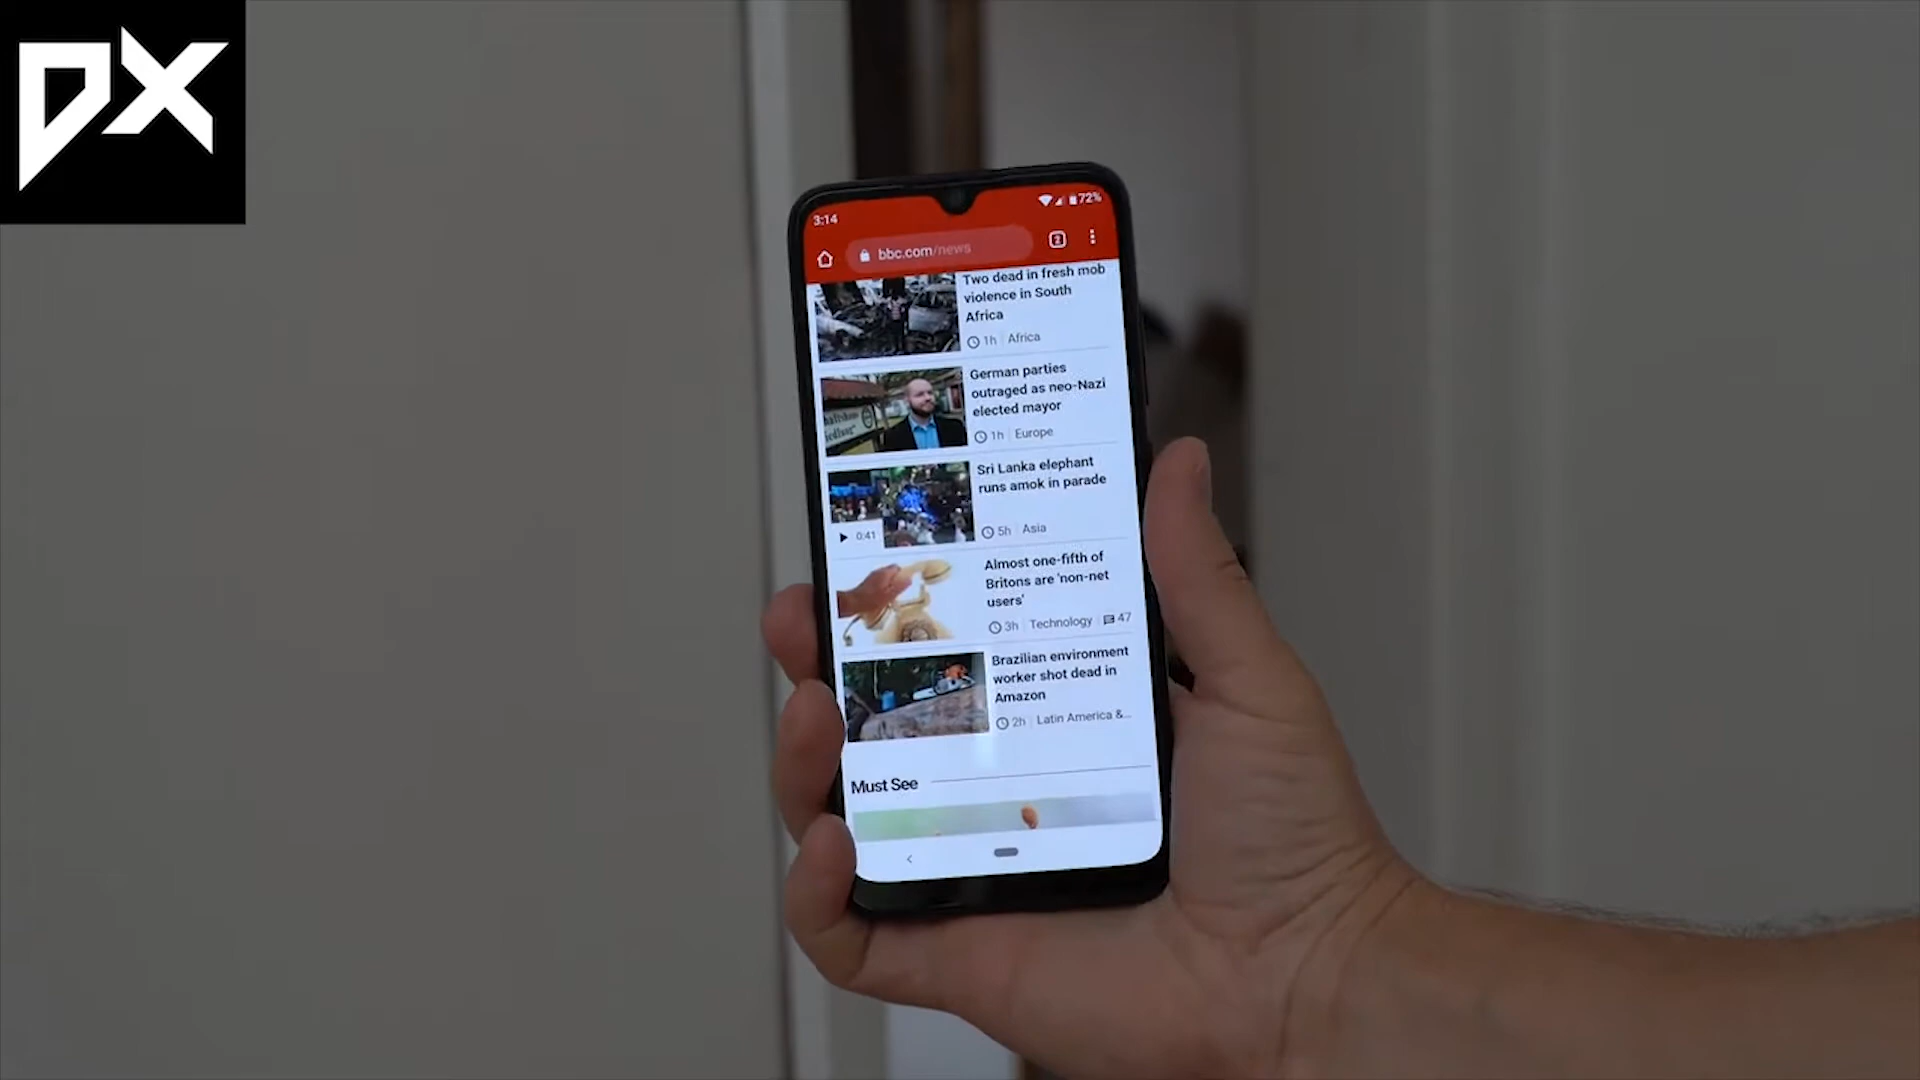 DX
3:14
72%
bbc.com/news
2
Two dead in fresh mob
violence in South
Africa
1h Africa
German parties
outraged as neo-Nazi
elected mayor
1h Europe
Sri Lanka elephant
runs amok in parade
0:41
5h Asia
Almost one-fifth of
Britons are 'non-net
users'
3h Technology 47
Brazilian environment
worker shot dead in
Amazon
2h Latin America &...
Must See